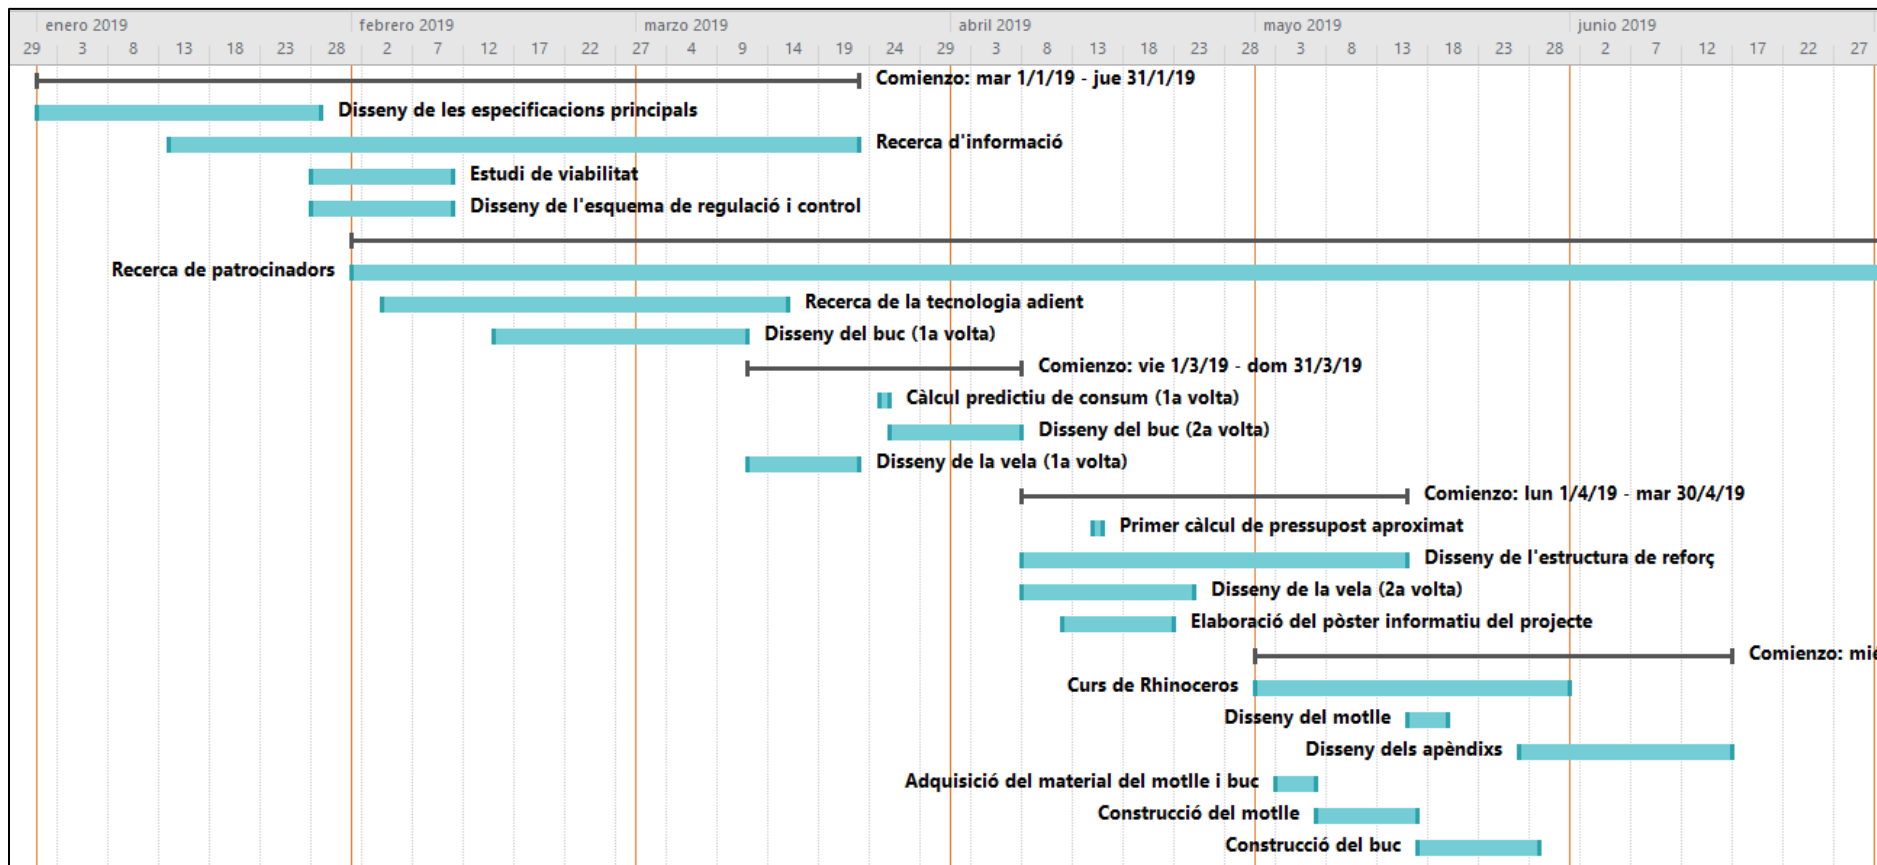 enero 2019 febrero 2019 marzo 2019 abril 2019 mayo 2019 junio 2019
29 3 8 13 18 23 28 2 7 12 17 22 27 4 9 14 19 24 29 3 8 13 18 23 28 3 8 13 18 23 28 2 7 12 17 22 27
Comienzo: mar 1/1/19 - jue 31/1/19
Disseny de les especificacions principals
Recerca d'informació
Estudi de viabilitat
Disseny de l'esquema de regulació i control
Recerca de patrocinadors
Recerca de la tecnologia adient
Disseny del buc (1a volta)
Comienzo: vie 1/3/19 - dom 31/3/19
Càlcul predictiu de consum (1a volta)
Disseny del buc (2a volta)
Disseny de la vela (1a volta)
Comienzo: lun 1/4/19 - mar 30/4/19
Primer càlcul de pressupost aproximat
Disseny de l'estructura de reforç
Disseny de la vela (2a volta)
Elaboració del pòster informatiu del projecte
Comienzo: mié
Curs de Rhinoceros
Disseny del motlle
Disseny dels apèndixs
Adquisició del material del motlle i buc
Construcció del motlle
Construcció del buc